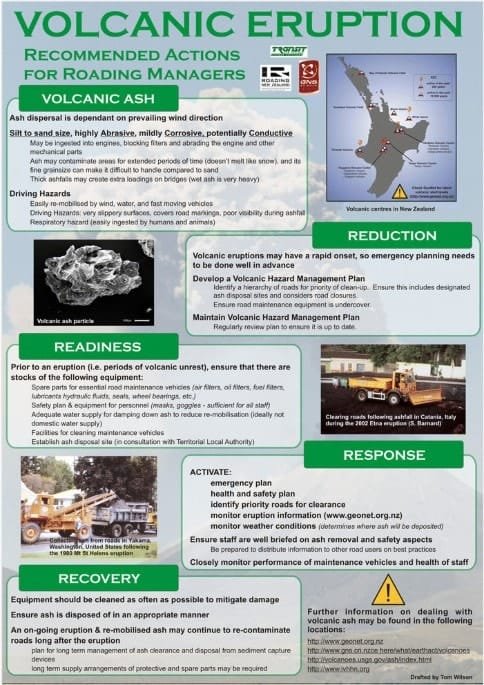 VOLCANIC ERUPTION
RECOMMENDED ACTIONS
FOR ROADING MANAGERS
TRANSIT
ROADING
NEW ZEALAND
GNS
VOLCANIC ASH
Ash dispersal is dependant on prevailing wind direction
Silt to sand size, highly Abrasive, mildly Corrosive, potentially Conductive
May be ingested into engines, blocking filters and abrading the engine and other
mechanical parts
Ash may contaminate areas for extended periods of time (doesn't melt like snow). and its
fine grainsize can make it difficult to handle compared to sand
Thick ashfalls may create extra loadings on bridges (wet ash is very heavy)
Driving Hazards
Easily re-mobilised by wind, water, and fast moving vehicles
Driving Hazards: very slippery surfaces, covers road markings, poor visibility during ashfall
Respiratory hazard (easily ingested by humans and animals)
Volcanic centres in New Zealand
Volcanic ash particle
REDUCTION
Volcanic eruptions may have a rapid onset, so emergency planning needs
to be done well in advance
Develop a Volcanic Hazard Management Plan
Identify a hierarchy of roads for priority of clean-up. Ensure this includes designated
ash disposal sites and considers road closures.
Ensure road maintenance equipment is undercover.
Maintain Volcanic Hazard Management Plan
Regularly review plan to ensure it is up to date.
READINESS
Prior to an eruption (i.e. periods of volcanic unrest), ensure that there are
stocks of the following equipment:
Spare parts for essential road maintenance vehicles (air filters, oil filters, fuel filters,
lubricants hydraulic fluids, seals, wheel bearings, etc.)
Safety plan & equipment for personnel (masks, goggles - sufficient for all staff)
Adequate water supply for damping down ash to reduce re-mobilisation (ideally not
domestic water supply)
Facilities for cleaning maintenance vehicles
Establish ash disposal site (in consultation with Territorial Local Authority)
Clearing roads following ashfall in Catania, Italy
during the 2002 Etna eruption (S. Barnard)
RESPONSE
ACTIVATE:
emergency plan
health and safety plan
identify priority roads for clearance
monitor eruption information (www.geonet.org.nz)
monitor weather conditions (determines where ash will be deposited)
Ensure staff are well briefed on ash removal and safety aspects
Be prepared to distribute information to other road users on best practices
Closely monitor performance of maintenance vehicles and health of staff
Collecting ash from roads in Yakama,
Washington, United States following
the 1980 Mt St Helens eruption
RECOVERY
Equipment should be cleaned as often as possible to mitigate damage
Ensure ash is disposed of in an appropriate manner
An on-going eruption & re-mobilised ash may continue to re-contaminate
roads long after the eruption
plan for long term management of ash clearance and disposal from sediment capture
devices
long term supply arrangements of protective and spare parts may be required
Further information on dealing with
volcanic ash may be found in the following
locations:
http://www.geonet.org.nz
http://www.gns.cri.nzce here/what/earthact/volcanoes
http://volcanoes.usgs.gov/ash/index.html
http://www.ivhhn.org
Drafted by Tom Wilson